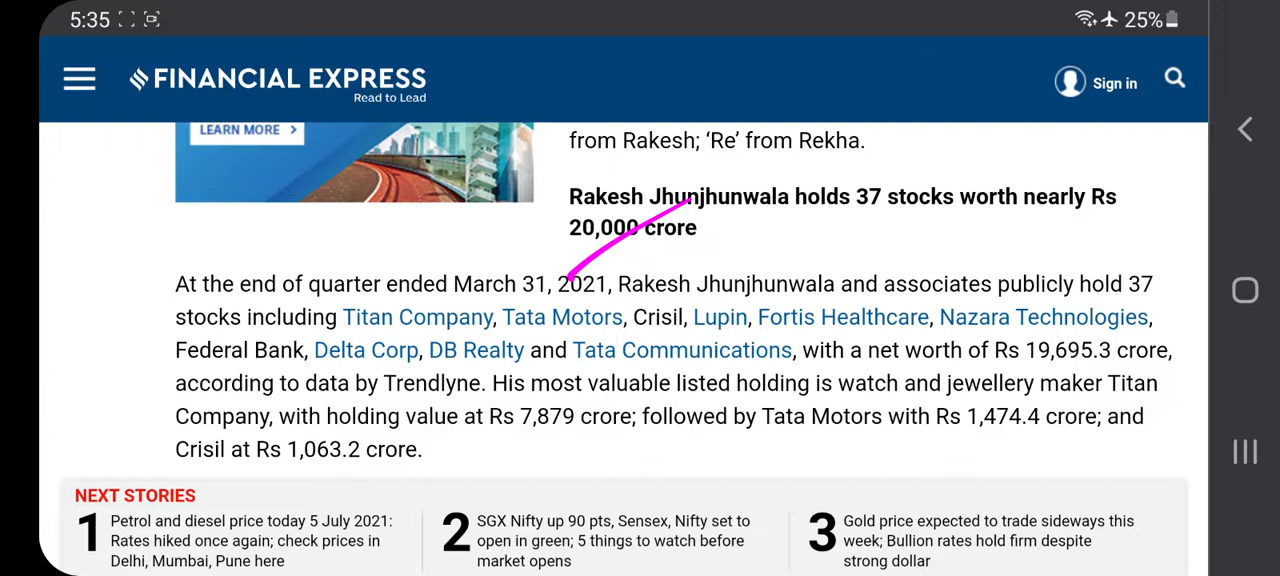 5:35
25%
FINANCIAL EXPRESS
Read to Lead
Sign in
LEARN MORE >
from Rakesh; ‘Re’ from Rekha.
Rakesh Jhunjhunwala holds 37 stocks worth nearly Rs
20,000 crore
At the end of quarter ended March 31, 2021, Rakesh Jhunjhunwala and associates publicly hold 37
stocks including Titan Company, Tata Motors, Crisil, Lupin, Fortis Healthcare, Nazara Technologies,
Federal Bank, Delta Corp, DB Realty and Tata Communications, with a net worth of Rs 19,695.3 crore,
according to data by Trendlyne. His most valuable listed holding is watch and jewellery maker Titan
Company, with holding value at Rs 7,879 crore; followed by Tata Motors with Rs 1,474.4 crore; and
Crisil at Rs 1,063.2 crore.
NEXT STORIES
1
Petrol and diesel price today 5 July 2021:
Rates hiked once again; check prices in
Delhi, Mumbai, Pune here
2
SGX Nifty up 90 pts, Sensex, Nifty set to
open in green; 5 things to watch before
market opens
3
Gold price expected to trade sideways this
week; Bullion rates hold firm despite
strong dollar